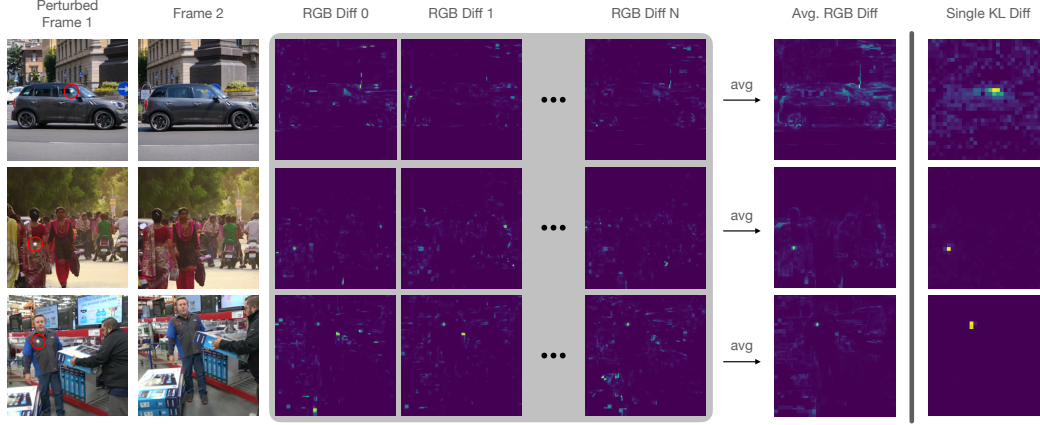 Perturbed
Frame 1
Frame 2
RGB Diff 0
RGB Diff 1
RGB Diff N
Avg. RGB Diff
Single KL Diff
avg
avg
avg